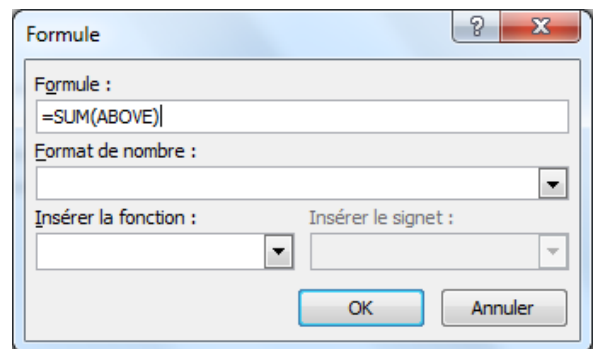 Formule
Formule :
=SUM(ABOVE)
Format de nombre :
Insérer la fonction :
Insérer le signet :
OK
Annuler